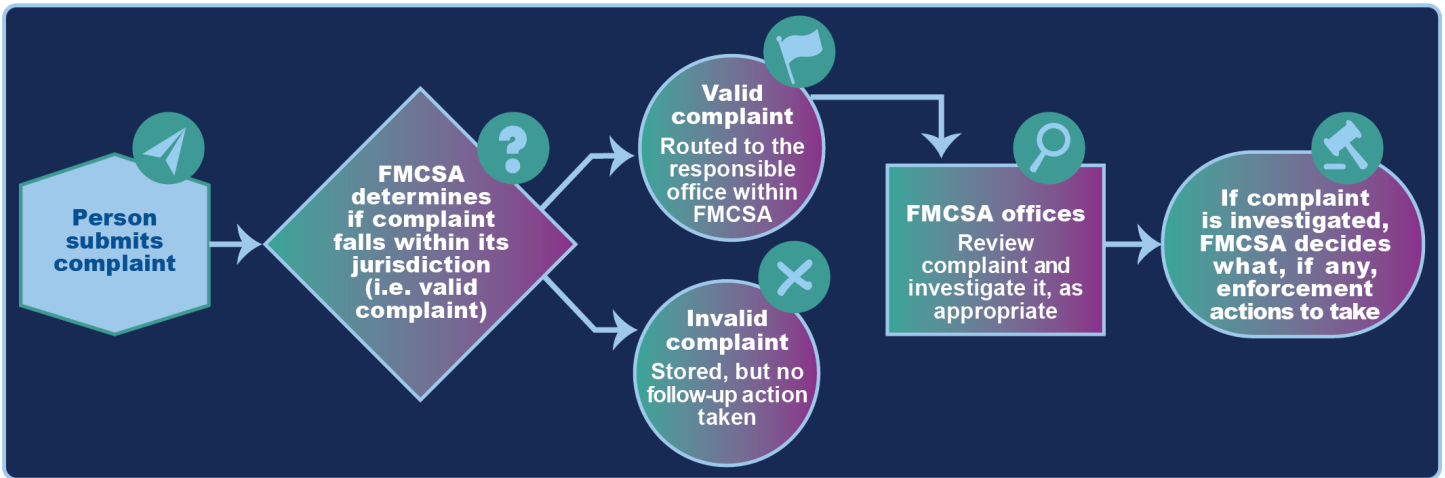 Person
submits
complaint
FMCSA
determines
if complaint
falls within its
jurisdiction
(i.e. valid
complaint)
?
Valid
complaint
Routed to the
responsible
office within
FMCSA
Invalid
complaint
Stored, but no
follow-up action
taken
FMCSA offices
Review
complaint and
investigate it, as
appropriate
If complaint
is investigated,
FMCSA decides
what, if any,
enforcement
actions to take